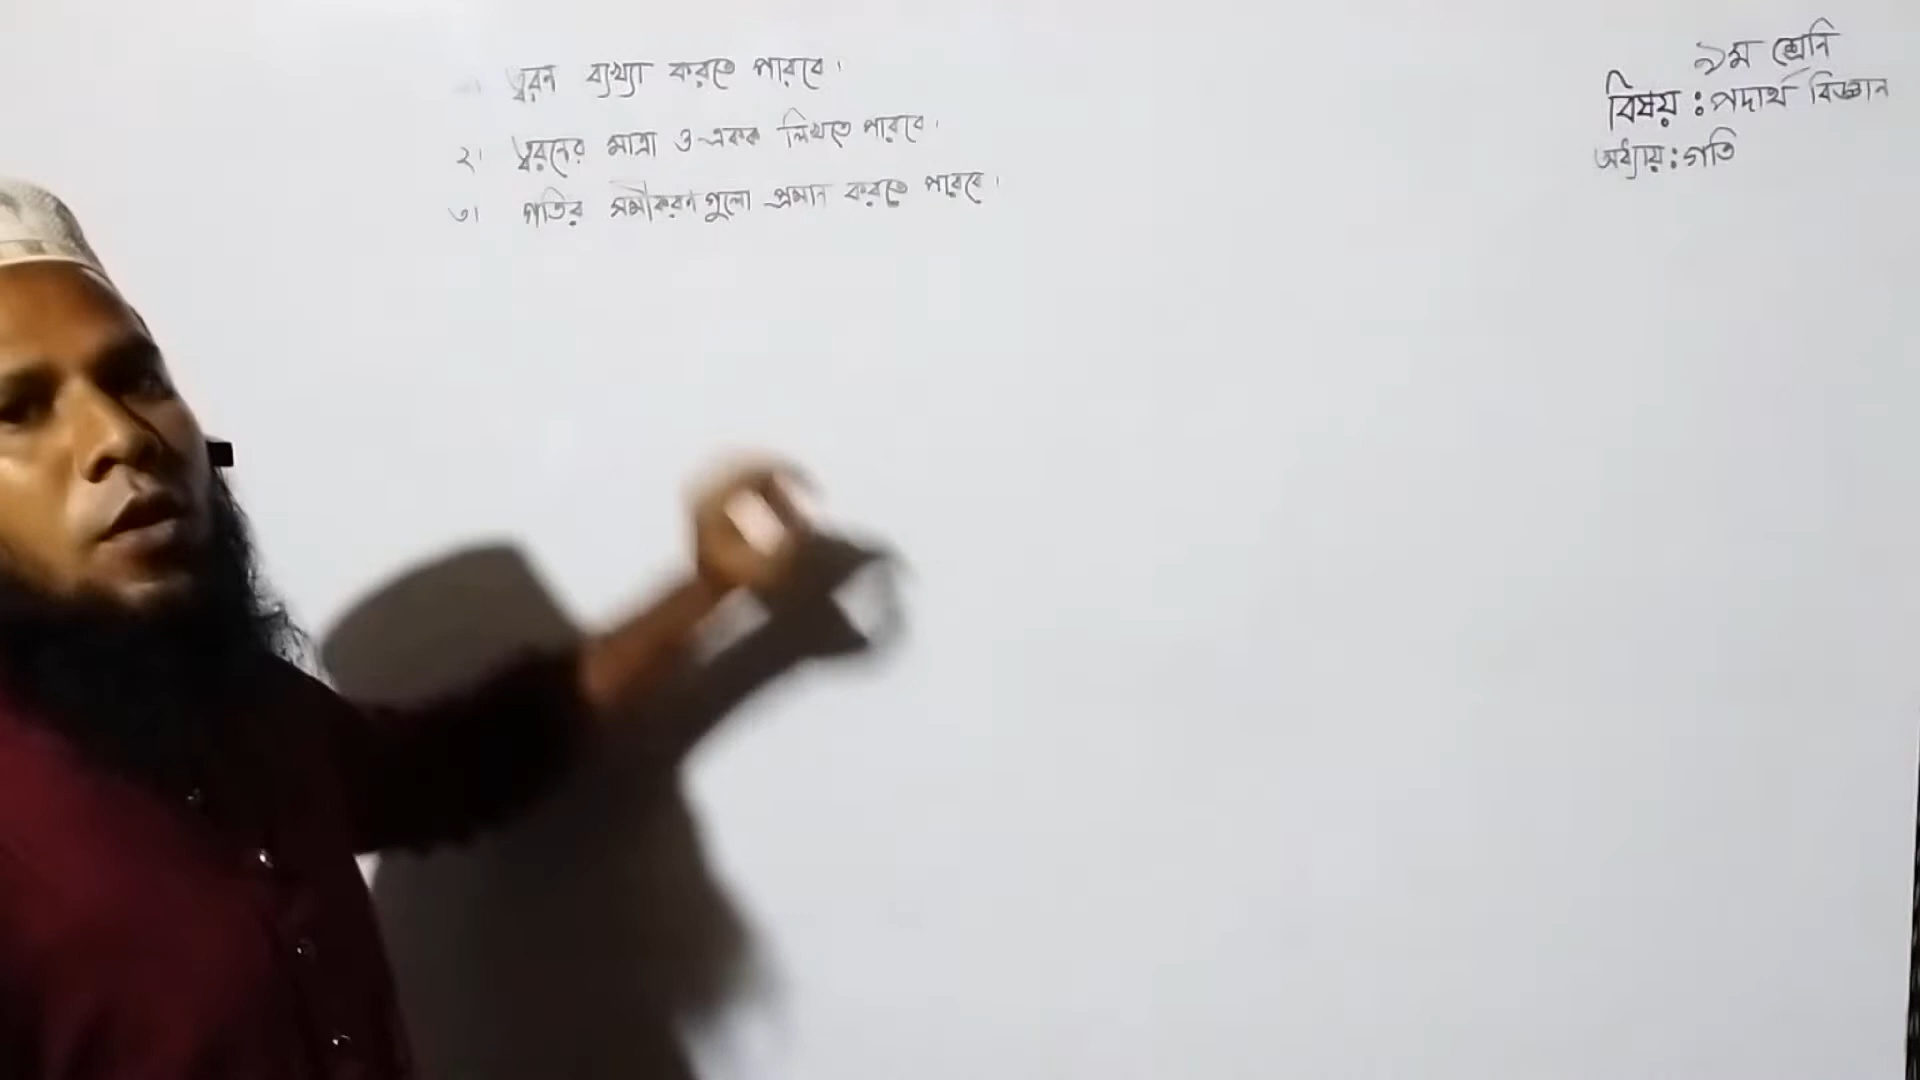 ১। ত্বরন ব্যখ্যা করতে পারবে।
২। ত্বরনের মাত্রা ও একক লিখতে পারবে।
৩। গতির সমীকরন গুলো প্রমান করতে পারবে।
৯ম শ্রেনি
বিষয় : পদার্থ বিজ্ঞান
অধ্যায় : গতি